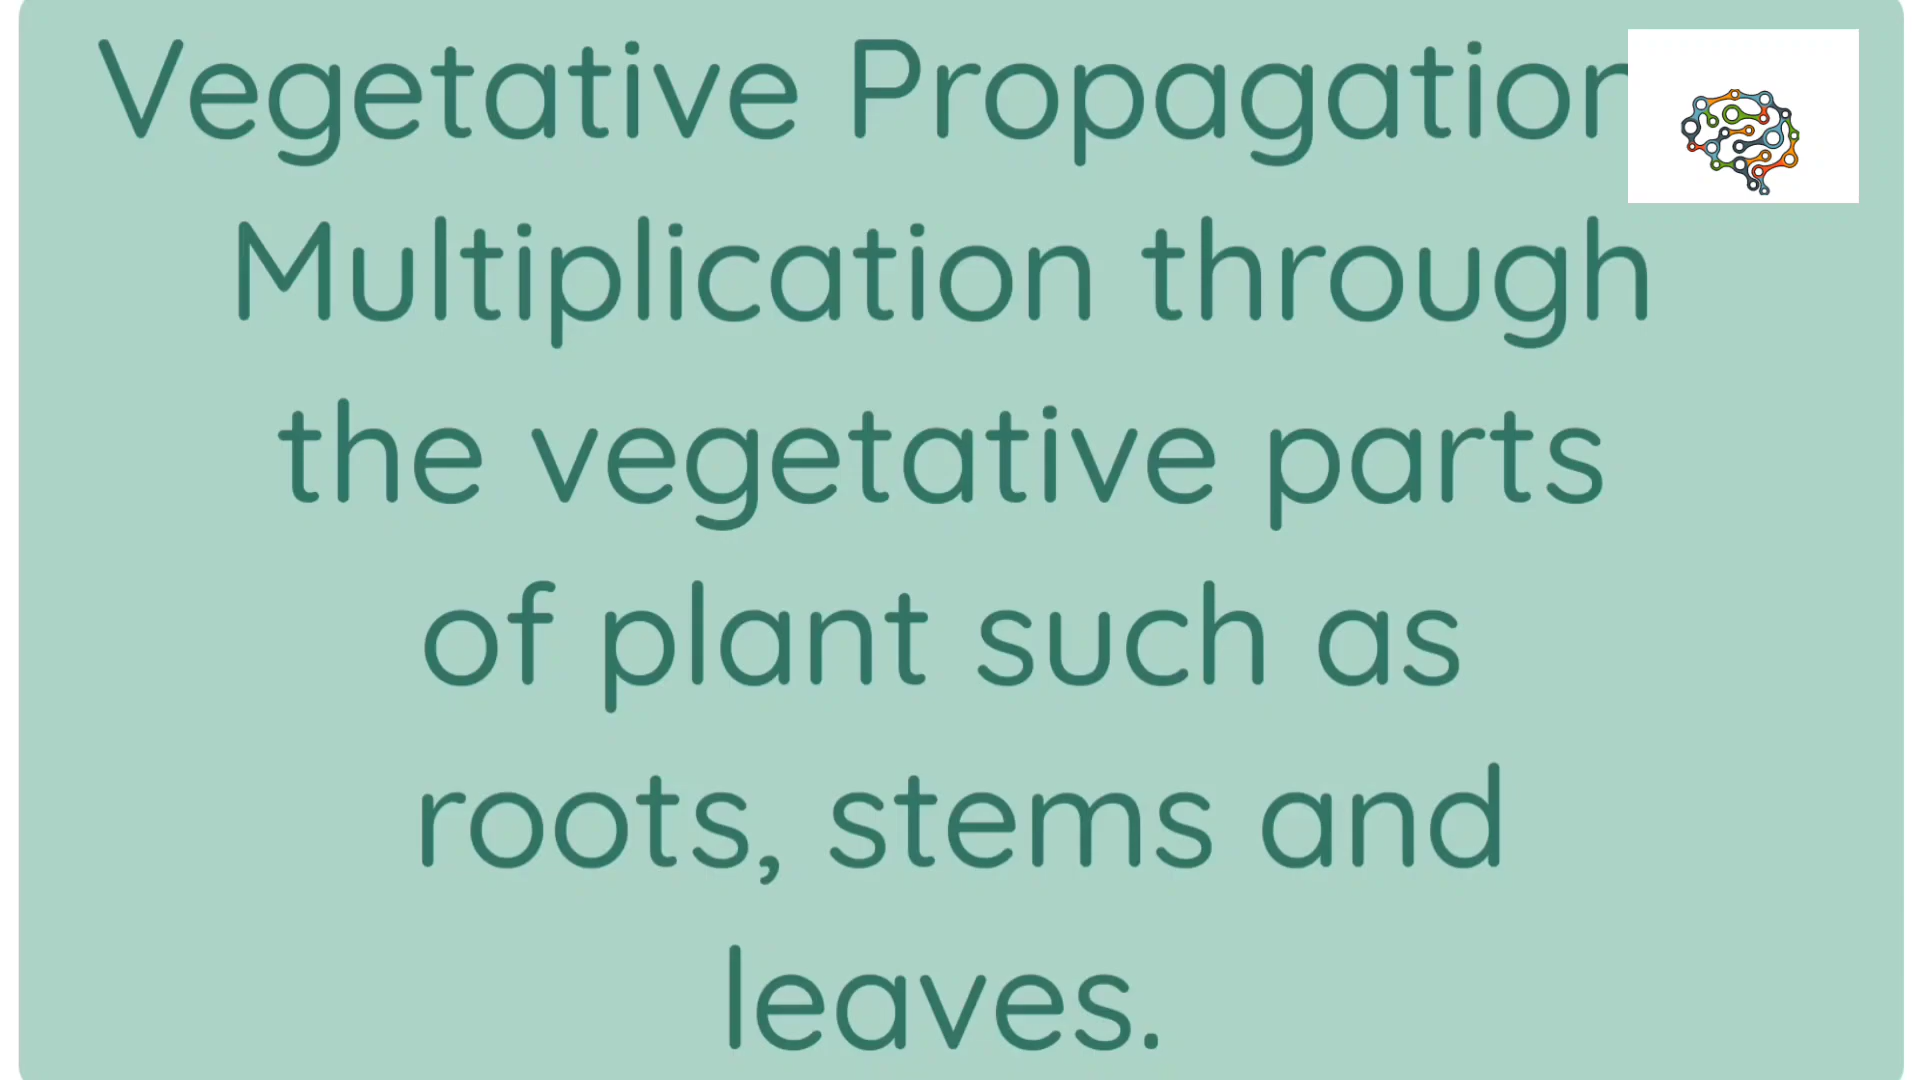 Vegetative Propagation
Multiplication through
the vegetative parts
of plant such as
roots, stems and
leaves.